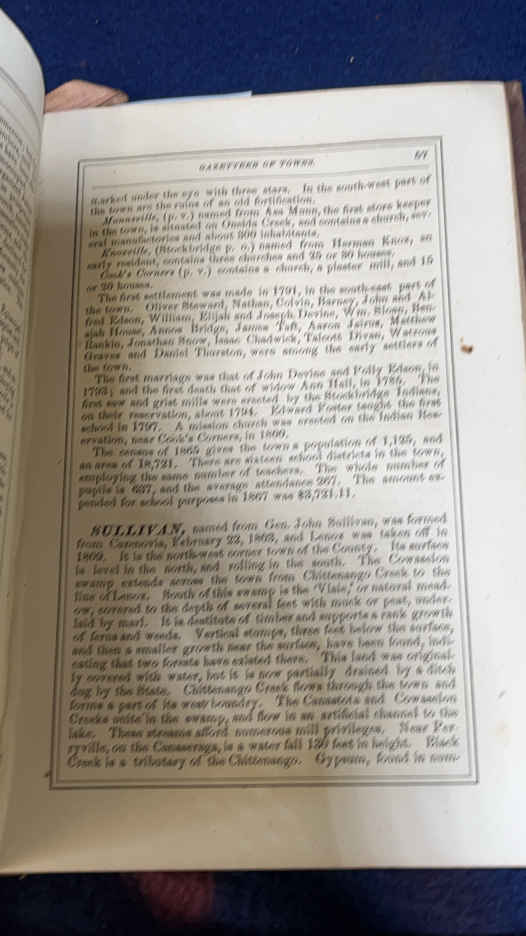 GAZETTEER OF TOWNS.
marked under the eye with three stars. In the south-west part of
the town are the ruins of an old fortification.
Munnsville, (p. v.) named from Asa Munn, the first store keeper
in the town, is situated on Oneida Creek, and contains a church, sev-
eral manufactories and about 300 inhabitants.
Knoxville, (Stockbridge p. o.) named from Herman Knox, an
early resident, contains three churches and 25 or 30 houses.
Cook's Corners (p. v.) contains a church, a plaster mill, and 15
or 20 houses.
The first settlement was made in 1791, in the south-east part of
the town. Oliver Steward, Nathan, Calvin, Barney, John and Al-
fred Edson, William, Elijah and Joseph Devine, Wm. Sloan, Ben-
ajah House, Amos Bridge, James Taft, Aaron Matthew
Rankin, Jonathan Snow, Isaac Chadwick, Talcott Divan, Watrous
Graves and Daniel Thurston, were among the early settlers of
the town.
The first marriage was that of John Devine and Polly Edson, in
1793; and the first death that of widow Ann Hall, in The
first saw and grist mills were erected by the Stockbridge Indians,
on their reservation, about 1794. Edward Foster taught the first
school in 1797. A mission church was erected on the Indian Res-
ervation, near Cook's Corners, in 1800.
The census of 1865 gives the town a population of 1,925, and
an area of 18,721. There are sixteen school districts in the town,
employing the same number of teachers. The whole number of
pupils is 637, and the average attendance 267. The amount ex-
pended for school purposes in 1867 was $3,721.11.
SULLIVAN, named from Gen. John Sullivan, was formed
from Cazenovia, February 22, 1803, and Lenox was taken off in
1809. It is the north-west corner town of the County. Its surface
is level in the north, and rolling in the south. The Cowasselon
swamp extends across the town from Chittenango Creek to the
line of Lenox. South of this swamp is the 'Vlaie,' or natural mead-
ow, covered to the depth of several feet with muck or peat, under-
laid by marl. It is destitute of timber and supports a rank growth
of ferns and weeds. Vertical stumps, three feet below the surface,
and then a smaller growth near the surface, have been found, indi-
cating that two forests have existed there. This land was original-
ly covered with water, but it is now partially drained by a ditch
dug by the State. Chittenango Creek flows through the town and
forms a part of its west boundry. The Canastota and Cowasselon
Creeks unite in the swamp, and flow in an artificial channel to the
lake. These streams afford numerous mill privileges. Near Per-
ryville, on the Canaseraga, is a water fall 130 feet in height. Black
Creek is a tributary of the Chittenango. Gypsum, found in num-